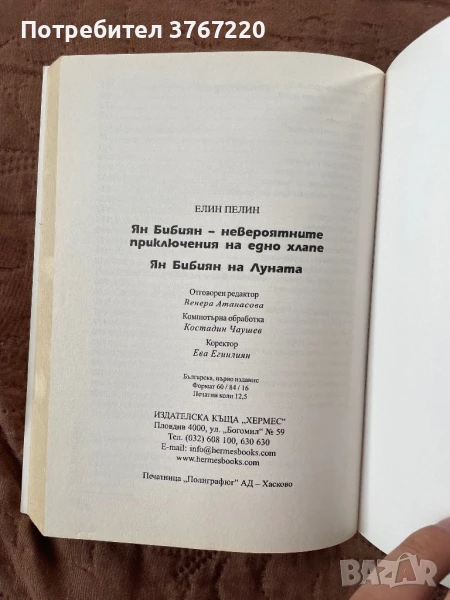 Потребител 3767220
ЕЛИН ПЕЛИН
Ян Бибиян – невероятните
приключения на едно хлапе
Ян Бибиян на Луната
Отговорен редактор
Венера Атанасова
Компютърна обработка
Костадин Чаушев
Коректор
Ева Егинлиян
Българска, първо издание
Формат 60 / 84 / 16
Печатни коли 12,5
ИЗДАТЕЛСКА КЪЩА „ХЕРМЕС"
Пловдив 4000, ул. „Богомил" № 59
Тел. (032) 608 100, 630 630
E-mail: info@hermesbooks.com
www.hermesbooks.com
Печатница „Полиграфюг" АД – Хасково
BAZAR.bg